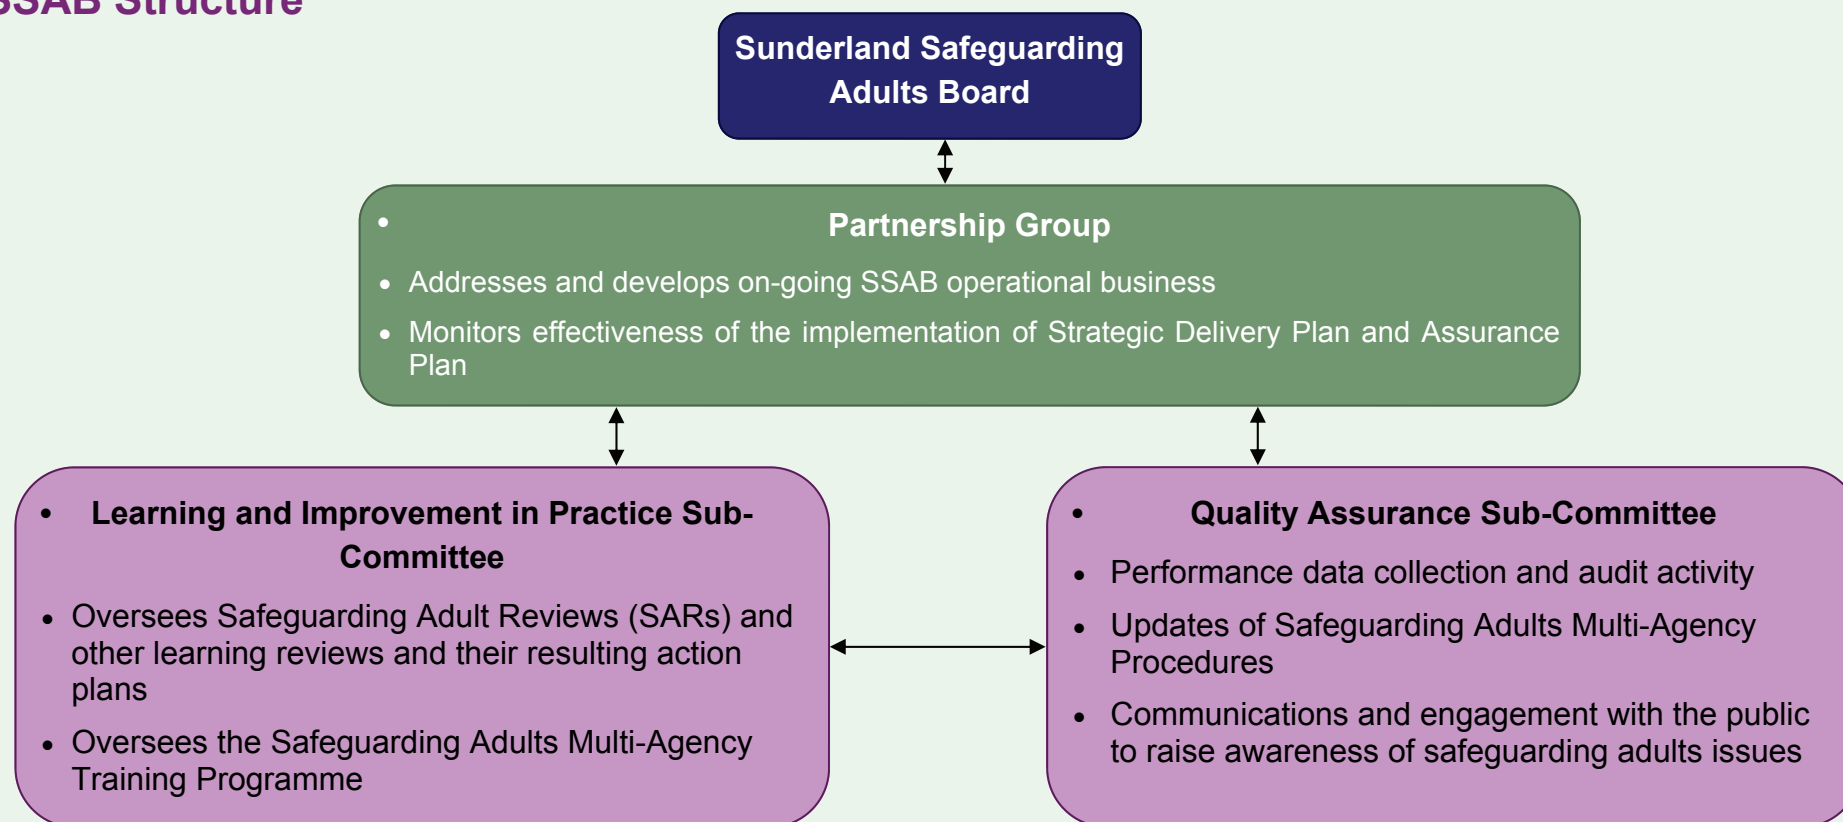 SSAB Structure
Sunderland Safeguarding
Adults Board
• Partnership Group
• Addresses and develops on-going SSAB operational business
• Monitors effectiveness of the implementation of Strategic Delivery Plan and Assurance
Plan
• Learning and Improvement in Practice Sub-
Committee
• Oversees Safeguarding Adult Reviews (SARs) and
other learning reviews and their resulting action
plans
• Oversees the Safeguarding Adults Multi-Agency
Training Programme
• Quality Assurance Sub-Committee
• Performance data collection and audit activity
• Updates of Safeguarding Adults Multi-Agency
Procedures
• Communications and engagement with the public
to raise awareness of safeguarding adults issues